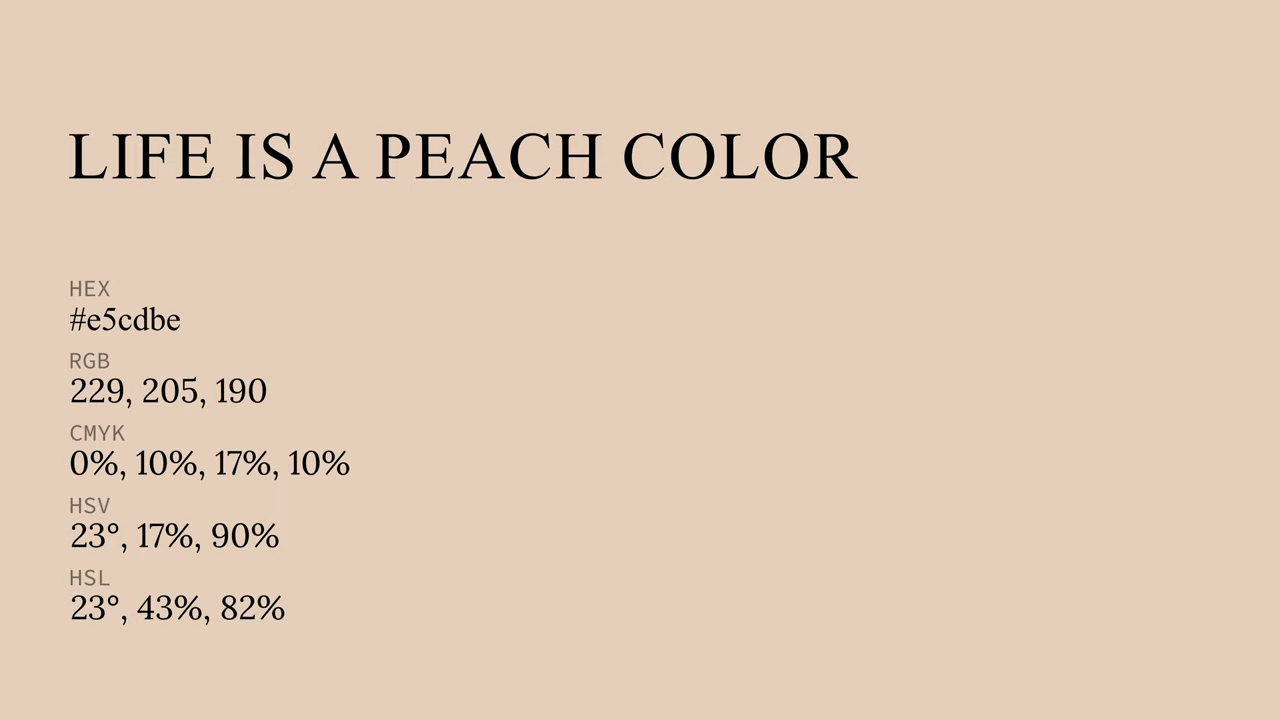 LIFE IS A PEACH COLOR
HEX
#e5cdbe
RGB
229, 205, 190
CMYK
0%, 10%, 17%, 10%
HSV
23°, 17%, 90%
HSL
23°, 43%, 82%